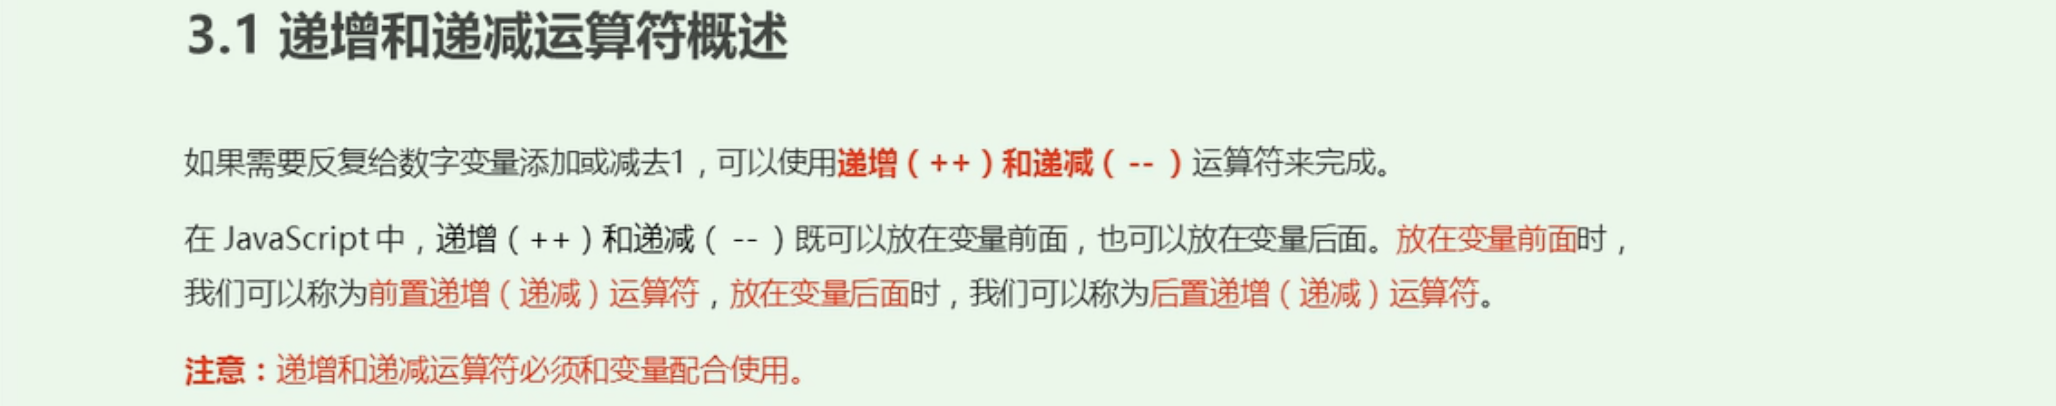 3.1 递增和递减运算符概述
如果需要反复给数字变量添加或减去1，可以使用递增（++）和递减（ -- ）运算符来完成。
在 JavaScript 中，递增（++）和递减（ -- ）既可以放在变量前面，也可以放在变量后面。放在变量前面时，
我们可以称为前置递增（递减）运算符，放在变量后面时，我们可以称为后置递增（递减）运算符。
注意：递增和递减运算符必须和变量配合使用。